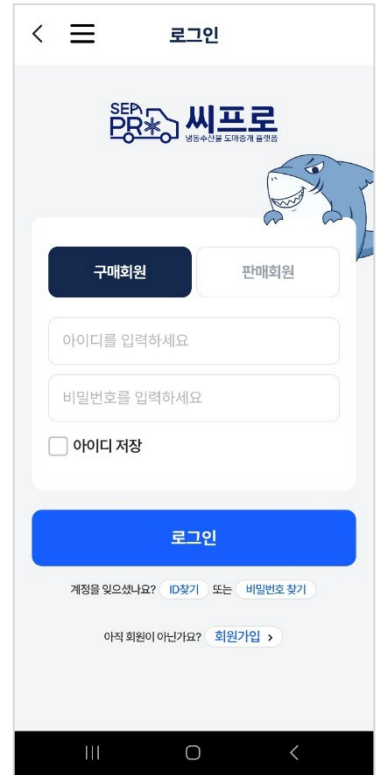 로그인
SEA
PR
씨프로
냉동수산물 도매중개 플랫폼
구매회원 판매회원
아이디를 입력하세요
비밀번호를 입력하세요
아이디 저장
로그인
계정을 잊으셨나요? ID찾기 또는 비밀번호 찾기
아직 회원이 아닌가요? 회원가입 >